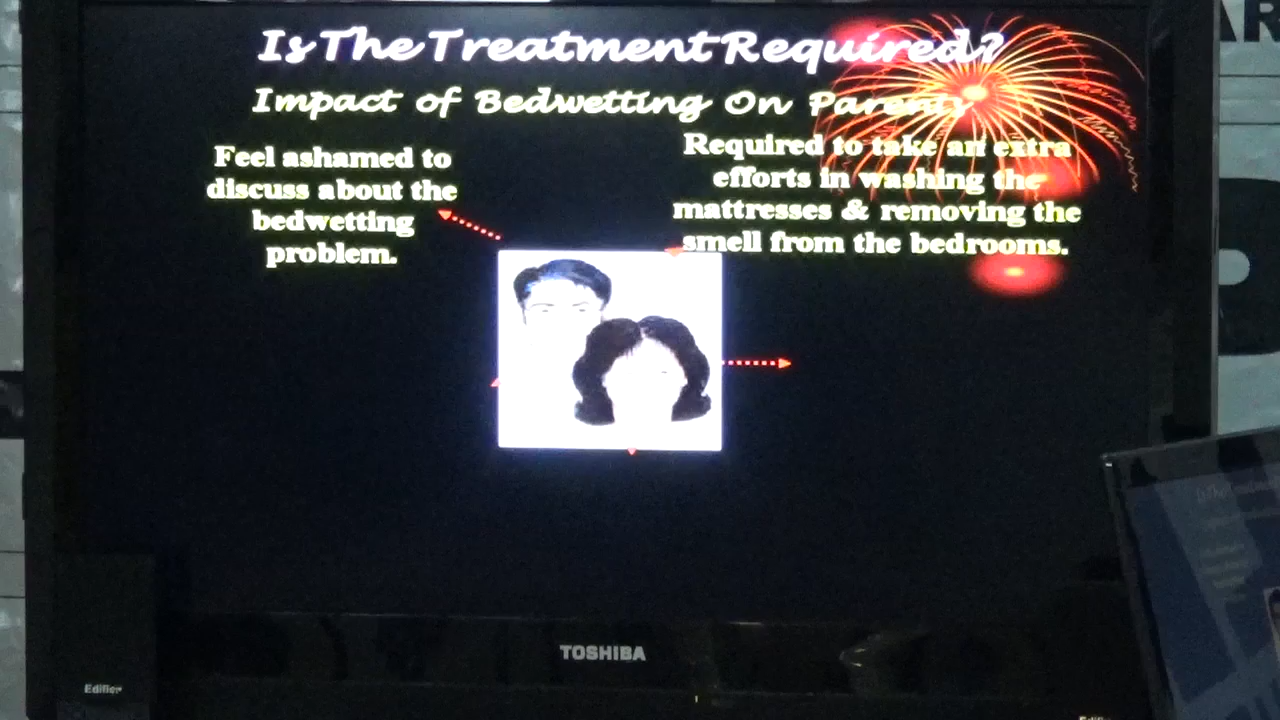 Is The Treatment Required?
Impact of Bedwetting On Parents
Feel ashamed to
discuss about the
bedwetting
problem.
Required to take an extra
efforts in washing the
mattresses & removing the
smell from the bedrooms.
TOSHIBA
Edifier